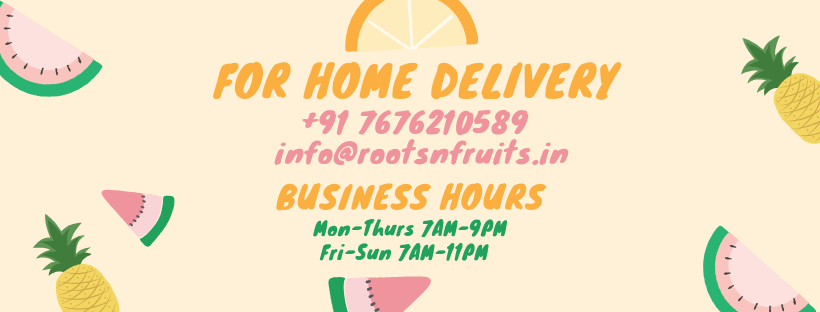 FOR HOME DELIVERY
+91 7676210589
info@rootsnfruits.in
BUSINESS HOURS
Mon-Thurs 7AM-9PM
Fri-Sun 7AM-11PM